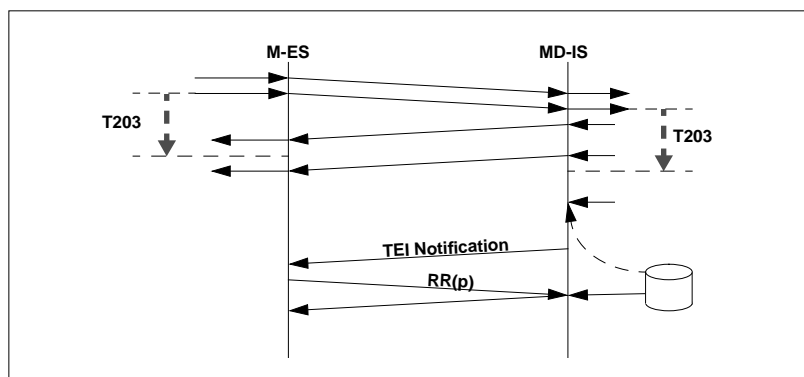 M-ES
MD-IS
T203
T203
TEI Notification
RR(p)